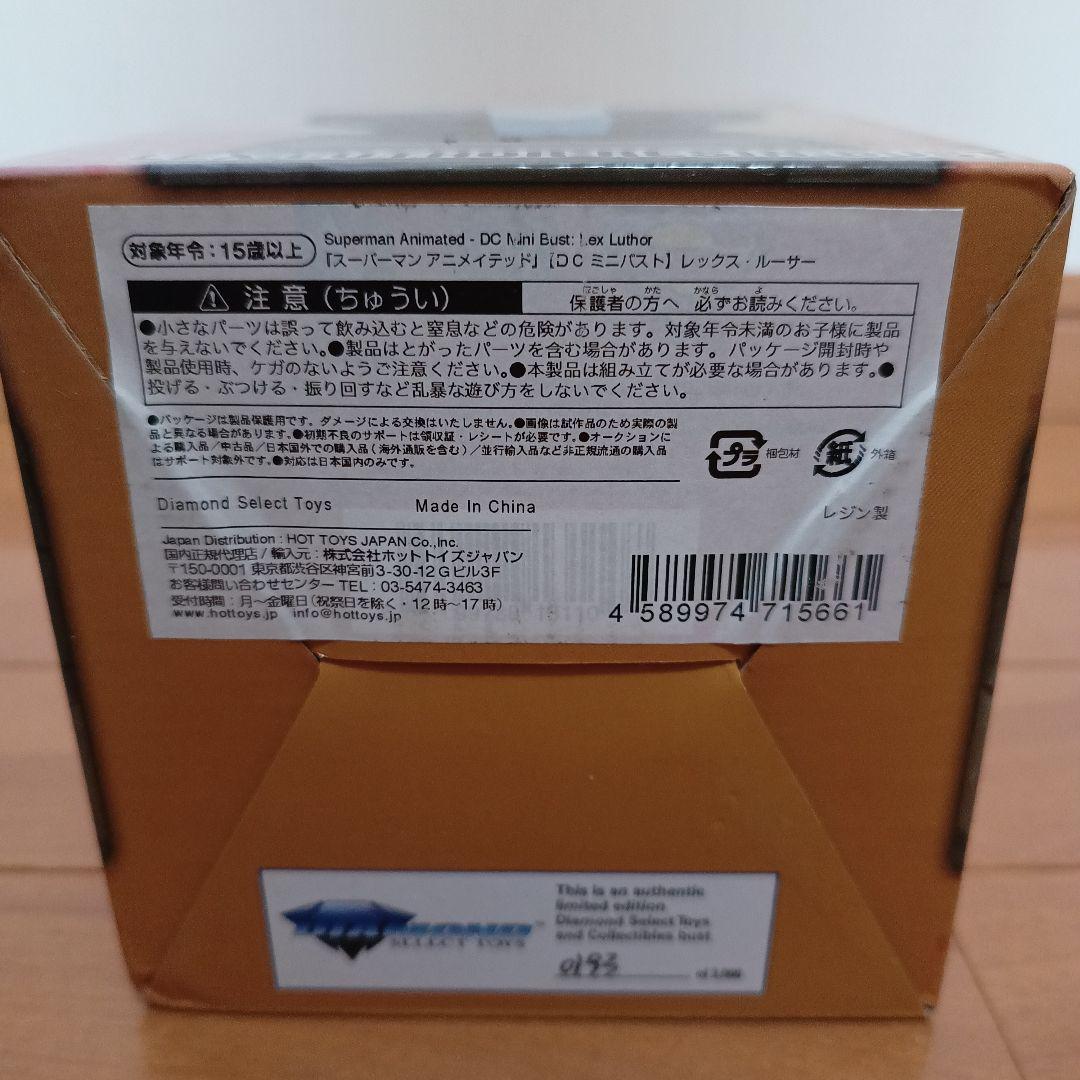 対象年令:15歳以上
Superman Animated - DC Mini Bust: Lex Luthor
『スーパーマン アニメイテッド』【DC ミニバスト】レックス・ルーサー
⚠ 注意(ちゅうい)
ほごしゃ かた かなら よ
保護者の方へ 必ずお読みください。
●小さなパーツは誤って飲み込むと窒息などの危険があります。対象年令未満のお子様に製品
を与えないでください。●製品はとがったパーツを含む場合があります。パッケージ開封時や
製品使用時、ケガのないようご注意ください。●本製品は組み立てが必要な場合があります。●
投げる・ぶつける・振り回すなど乱暴な遊び方をしないでください。
●パッケージは製品保護用です。ダメージによる交換はいたしません。●画像は試作品のため実際の製
品と異なる場合があります。●初期不良のサポートは領収証・レシートが必要です。●オークションに
よる購入品/中古品/日本国外での購入品(海外通販を含む)/並行輸入品など非正規流通の購入品
はサポート対象外です。●対応は日本国内のみです。
プラ 梱包材
紙 外箱
Diamond Select Toys Made In China
レジン製
Japan Distribution : HOT TOYS JAPAN Co.,Inc.
国内正規代理店/輸入元:株式会社ホットトイズジャパン
〒150-0001 東京都渋谷区神宮前3-30-12 Gビル3F
お客様問い合わせセンター TEL:03-5474-3463
受付時間:月～金曜日(祝祭日を除く・12時～17時)
www.hottoys.jp info@hottoys.jp
4 589974 715661
DIAMOND™
SELECT TOYS
This is an authentic
limited edition
Diamond Select Toys
and Collectibles bust.
0193 of